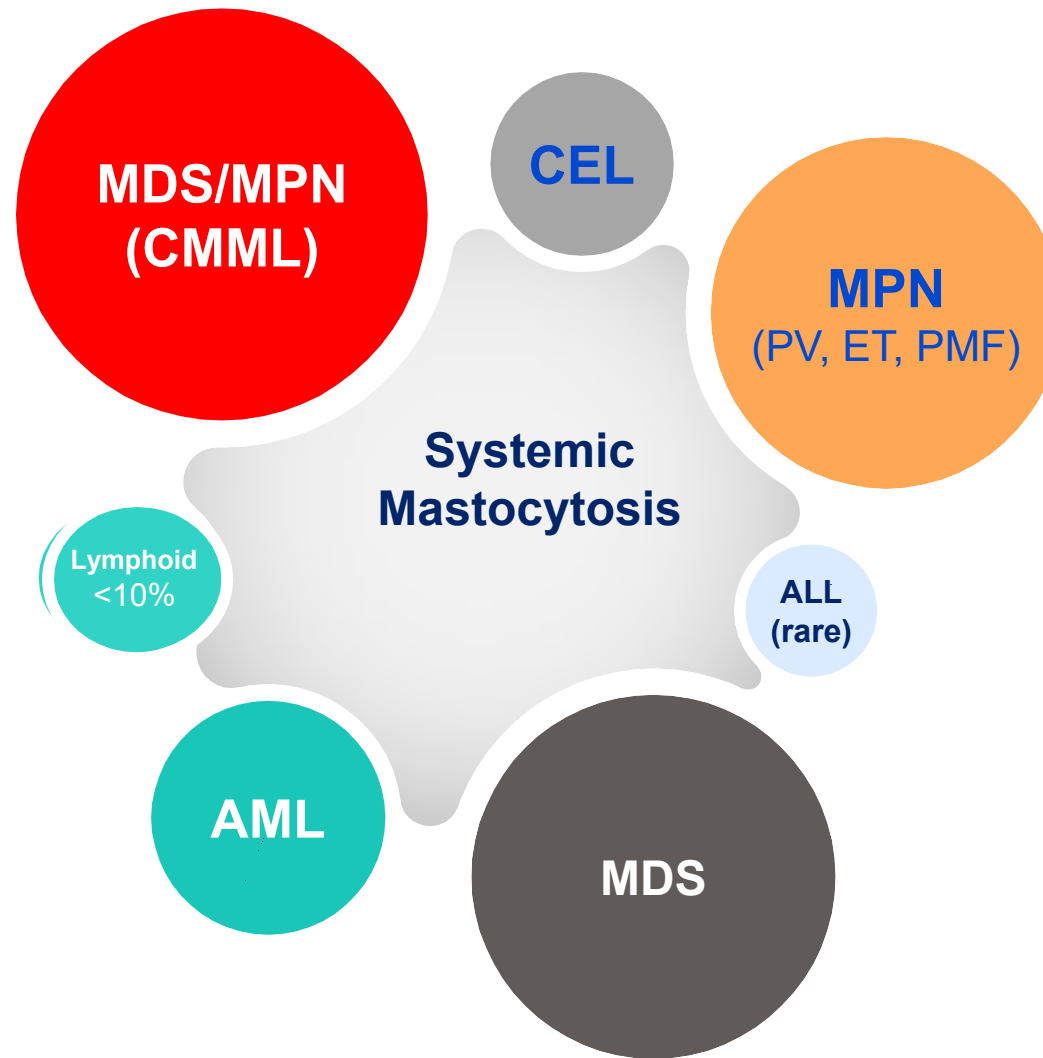 MDS/MPN
(CMML)
CEL
MPN
(PV, ET, PMF)
Systemic
Mastocytosis
Lymphoid
<10%
ALL
(rare)
AML
MDS